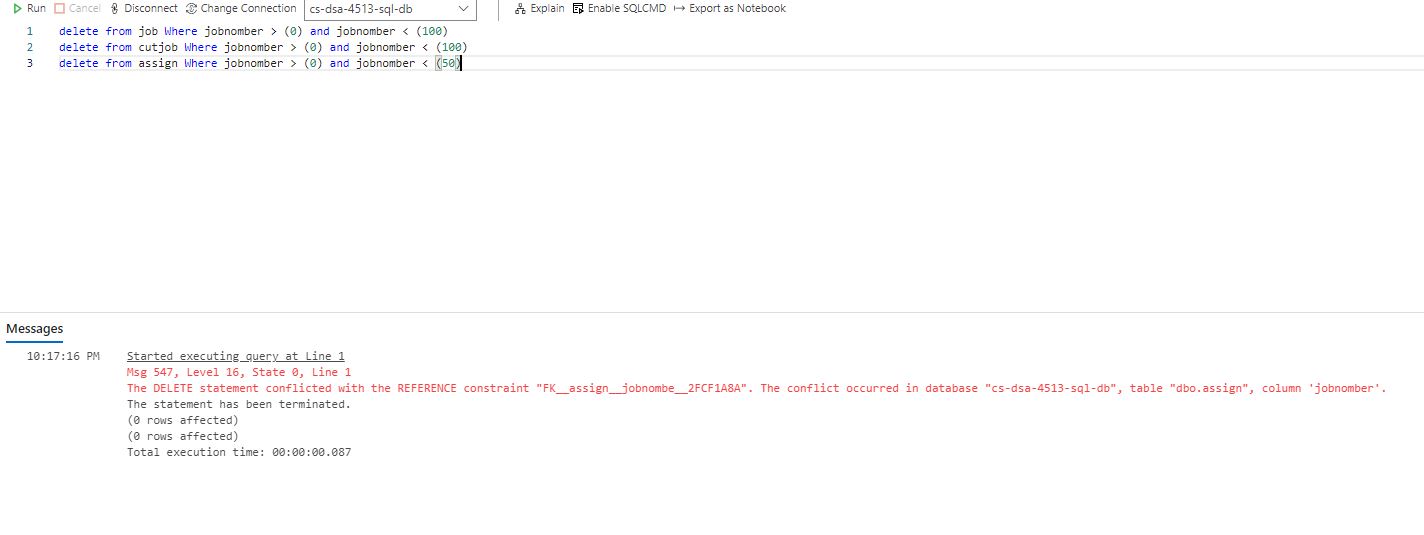 Run Cancel Disconnect Change Connection cs-dsa-4513-sql-db Explain Enable SQLCMD Export as Notebook
1 delete from job Where jobnomber > (0) and jobnomber < (100)
2 delete from cutjob Where jobnomber > (0) and jobnomber < (100)
3 delete from assign Where jobnomber > (0) and jobnomber < (50)
Messages
10:17:16 PM Started executing query at Line 1
Msg 547, Level 16, State 0, Line 1
The DELETE statement conflicted with the REFERENCE constraint "FK__assign__jobnombe__2FCF1A8A". The conflict occurred in database "cs-dsa-4513-sql-db", table "dbo.assign", column 'jobnomber'.
The statement has been terminated.
(0 rows affected)
(0 rows affected)
Total execution time: 00:00:00.087